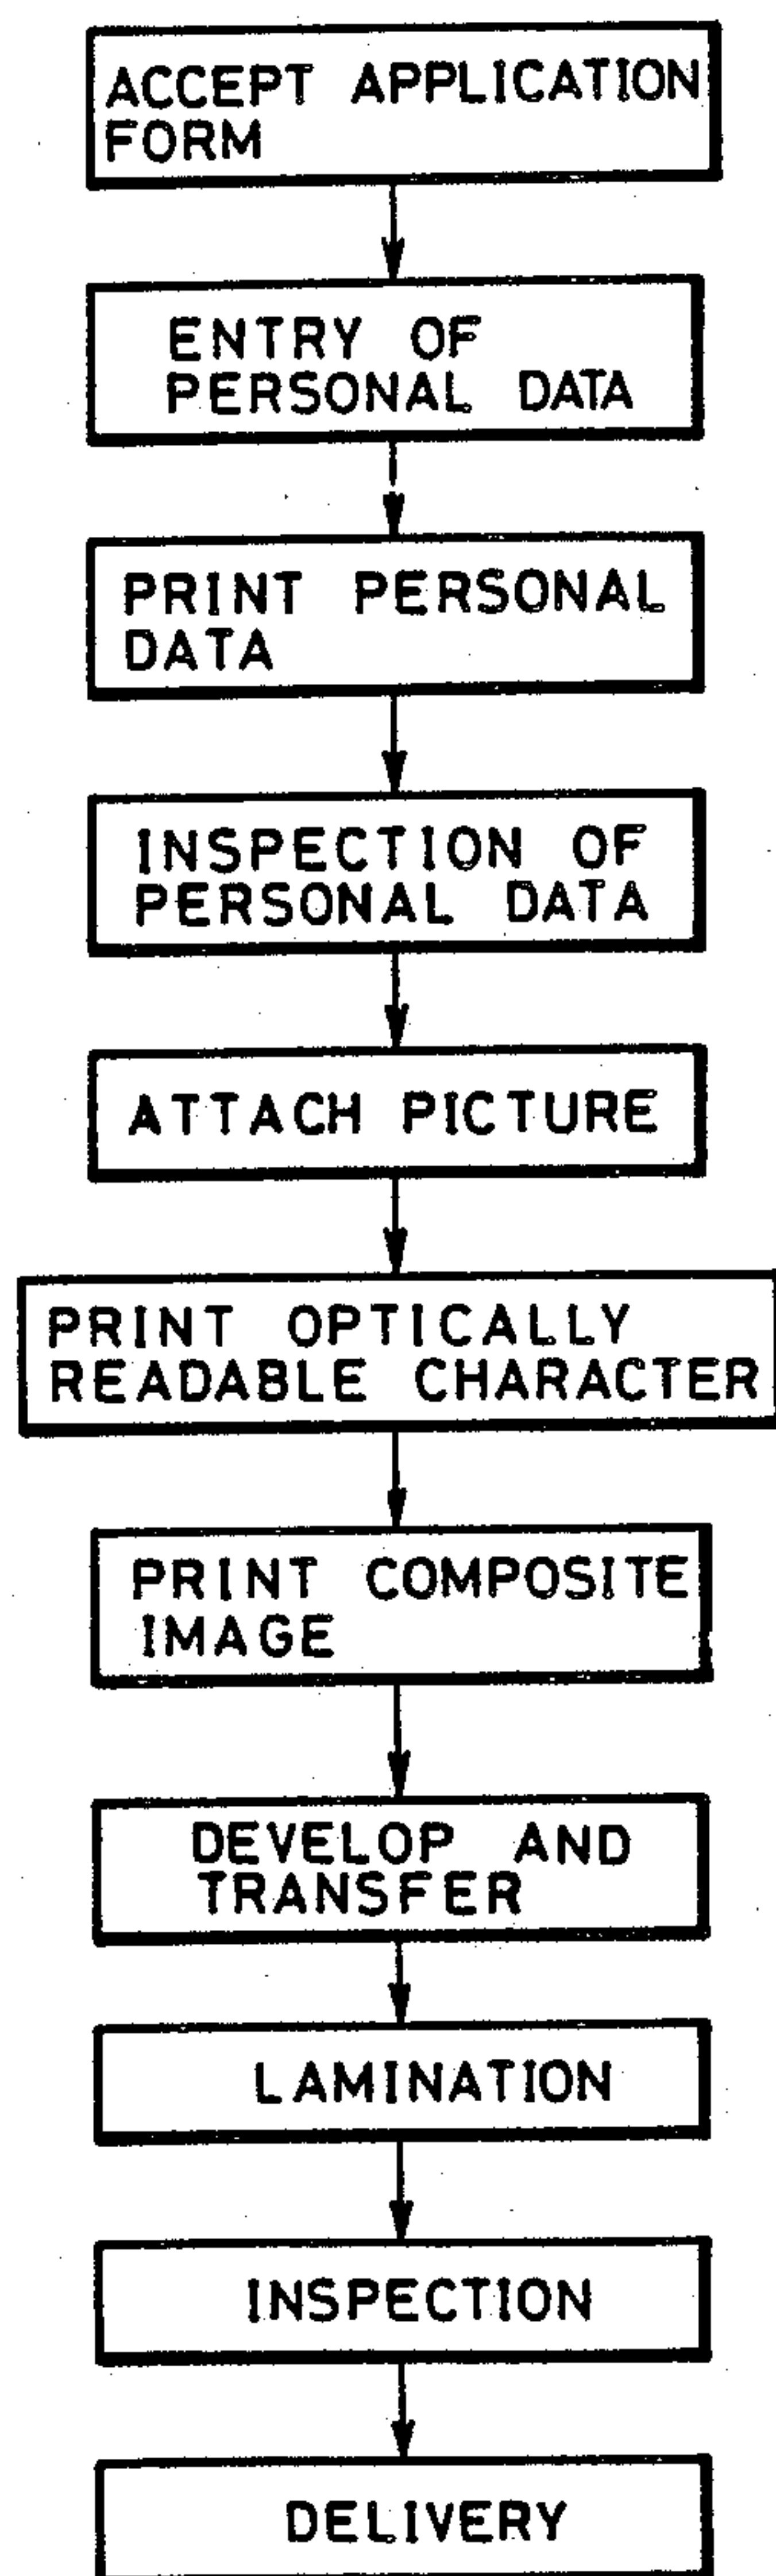 ACCEPT APPLICATION
FORM
ENTRY OF
PERSONAL DATA
PRINT PERSONAL
DATA
INSPECTION OF
PERSONAL DATA
ATTACH PICTURE
PRINT OPTICALLY
READABLE CHARACTER
PRINT COMPOSITE
IMAGE
DEVELOP AND
TRANSFER
LAMINATION
INSPECTION
DELIVERY